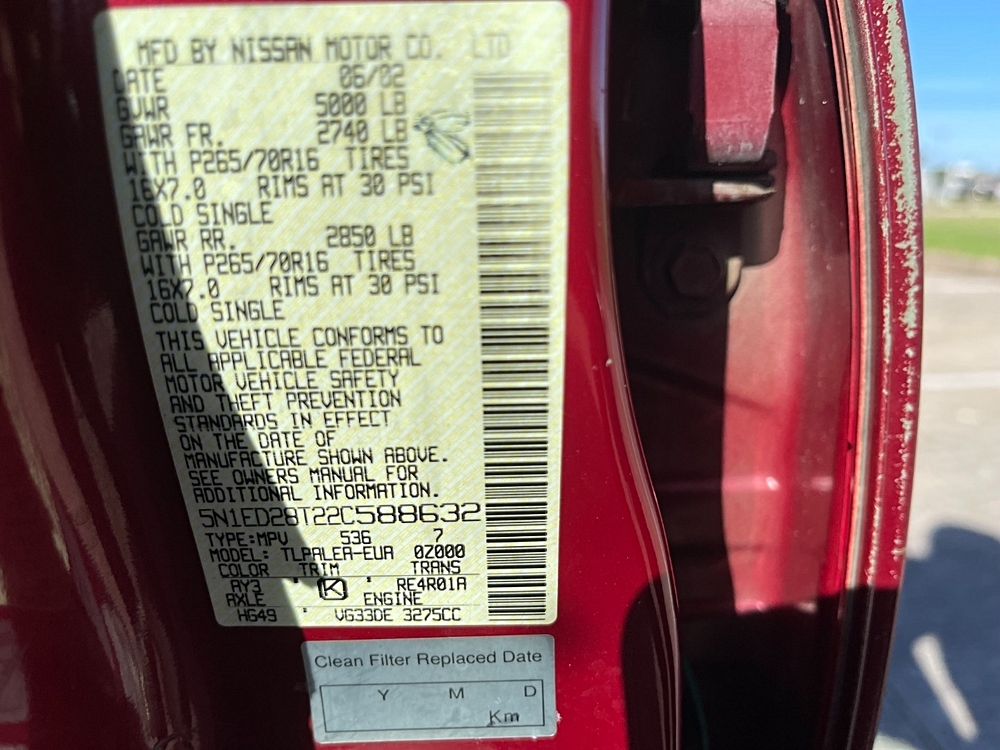 MFD BY NISSAN MOTOR CO. LTD
DATE 06/02
GVWR 5000 LB
GAWR FR. 2740 LB
WITH P265/70R16 TIRES
16X7.0 RIMS AT 30 PSI
COLD SINGLE
GAWR RR. 2850 LB
WITH P265/70R16 TIRES
16X7.0 RIMS AT 30 PSI
COLD SINGLE
THIS VEHICLE CONFORMS TO
ALL APPLICABLE FEDERAL
MOTOR VEHICLE SAFETY
AND THEFT PREVENTION
STANDARDS IN EFFECT
ON THE DATE OF
MANUFACTURE SHOWN ABOVE.
SEE OWNERS MANUAL FOR
ADDITIONAL INFORMATION.
5N1ED28T22C588632
TYPE:MPV 536 7
MODEL: TLPALEA-EUA 0Z000
COLOR TRIM TRANS
AY3 K RE4R01A
AXLE ENGINE
HG49 VG33DE 3275CC
Clean Filter Replaced Date
Y M D
Km